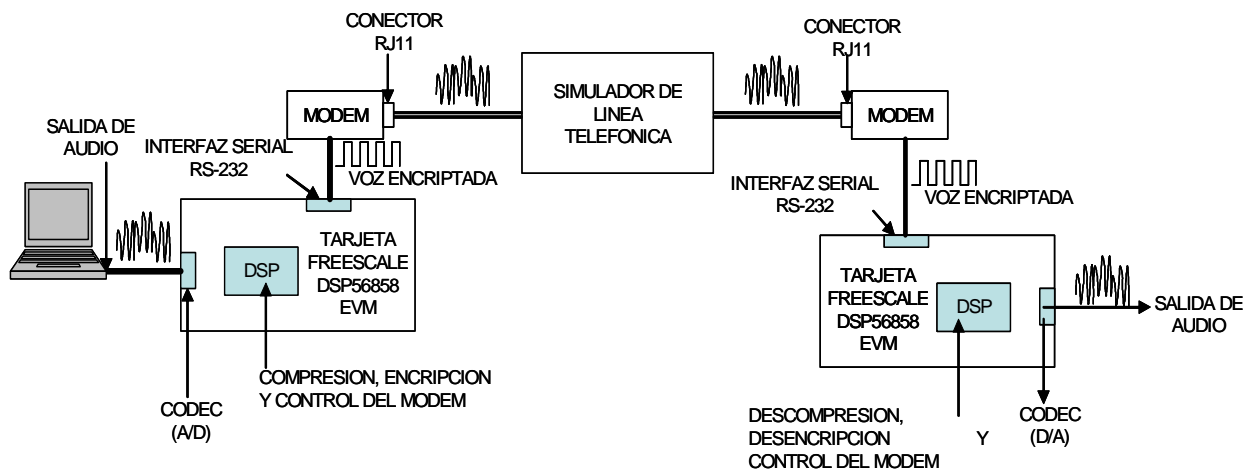 CONECTOR
RJ11
MODEM
SALIDA DE
AUDIO
INTERFAZ SERIAL
RS-232
VOZ ENCRIPTADA
TARJETA
FREESCALE
DSP56858
EVM
DSP
CODEC
(A/D)
COMPRESION, ENCRIPCION
Y CONTROL DEL MODEM
SIMULADOR DE
LINEA
TELEFONICA
CONECTOR
RJ11
MODEM
INTERFAZ SERIAL
RS-232
VOZ ENCRIPTADA
TARJETA
FREESCALE
DSP56858
EVM
DSP
SALIDA DE
AUDIO
DESCOMPRESION,
DESENCRIPCION Y
CONTROL DEL MODEM
CODEC
(D/A)